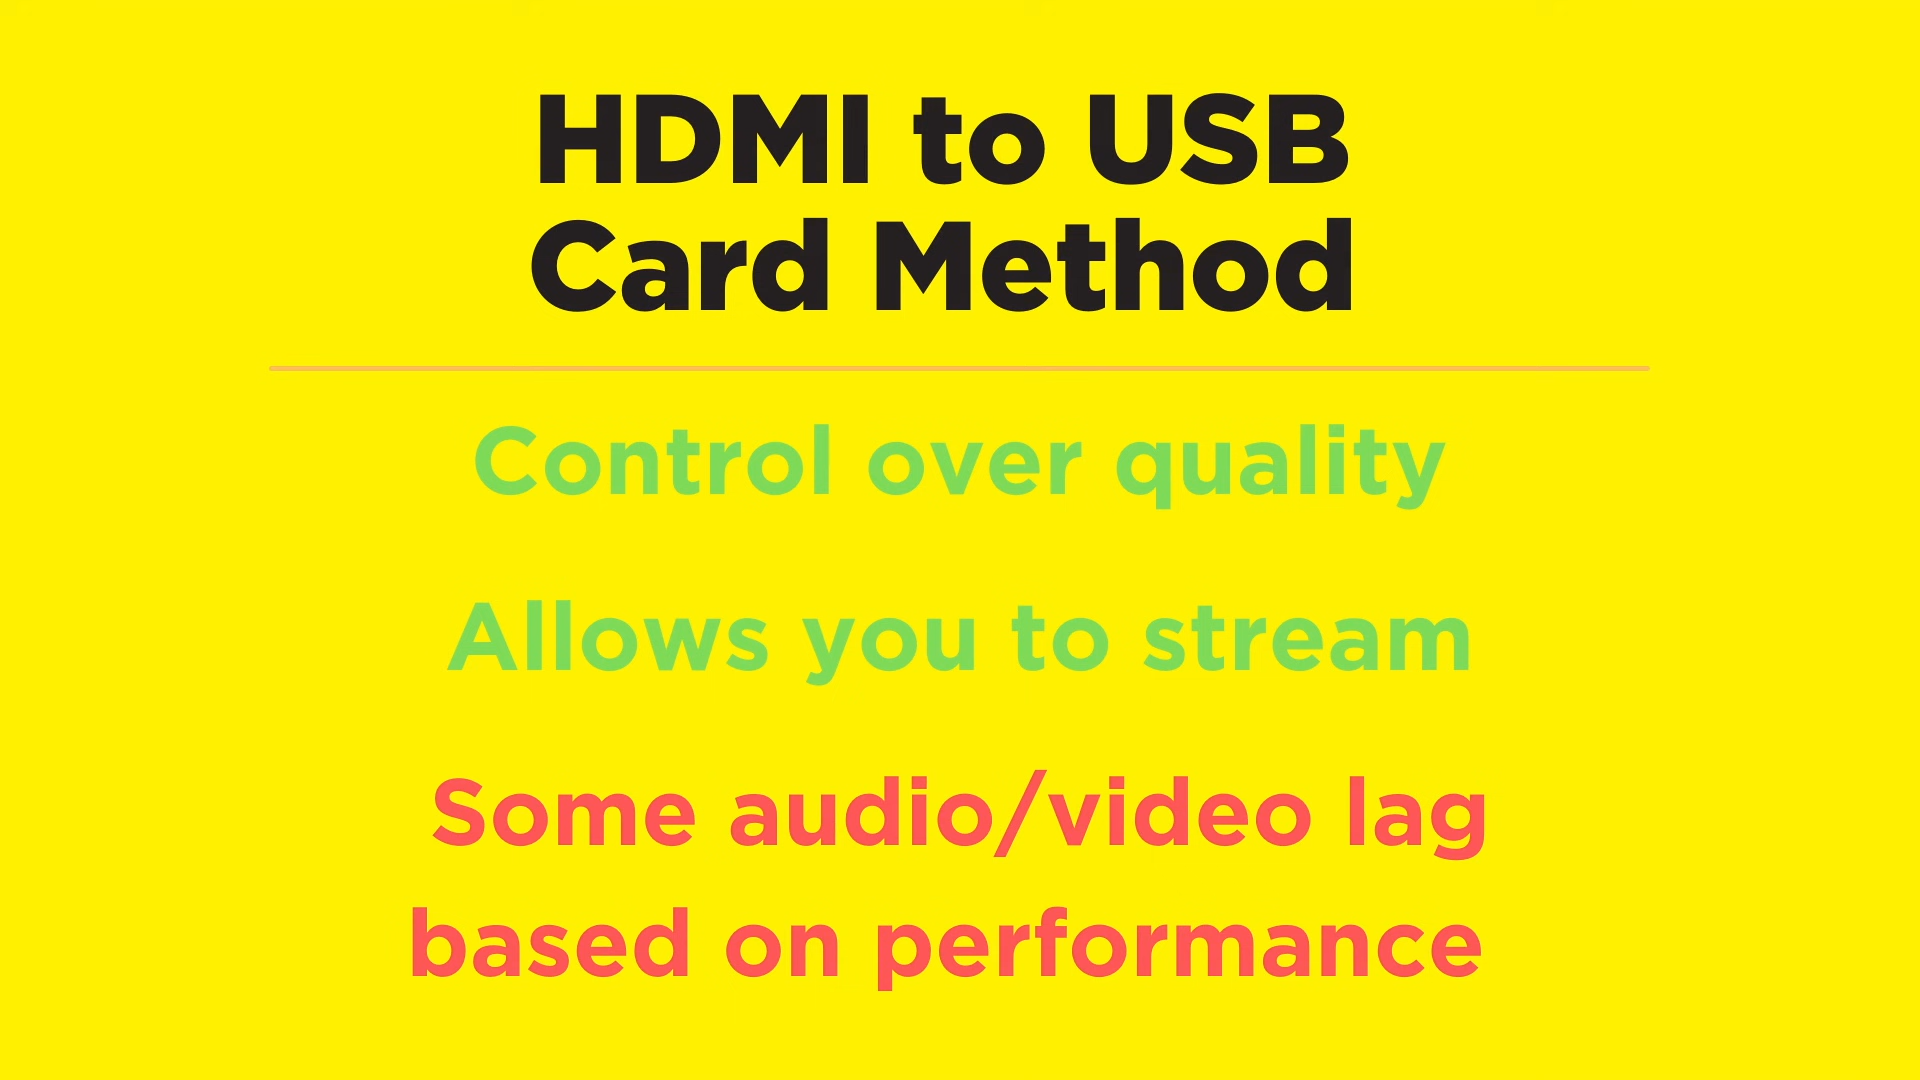 HDMI to USB
Card Method
Control over quality
Allows you to stream
Some audio/video lag
based on performance